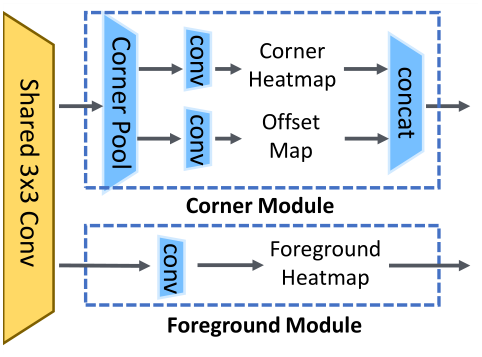 Shared 3x3 Conv
Corner Pool
conv
Corner
Heatmap
conv
Offset
Map
concat
Corner Module
conv
Foreground
Heatmap
Foreground Module